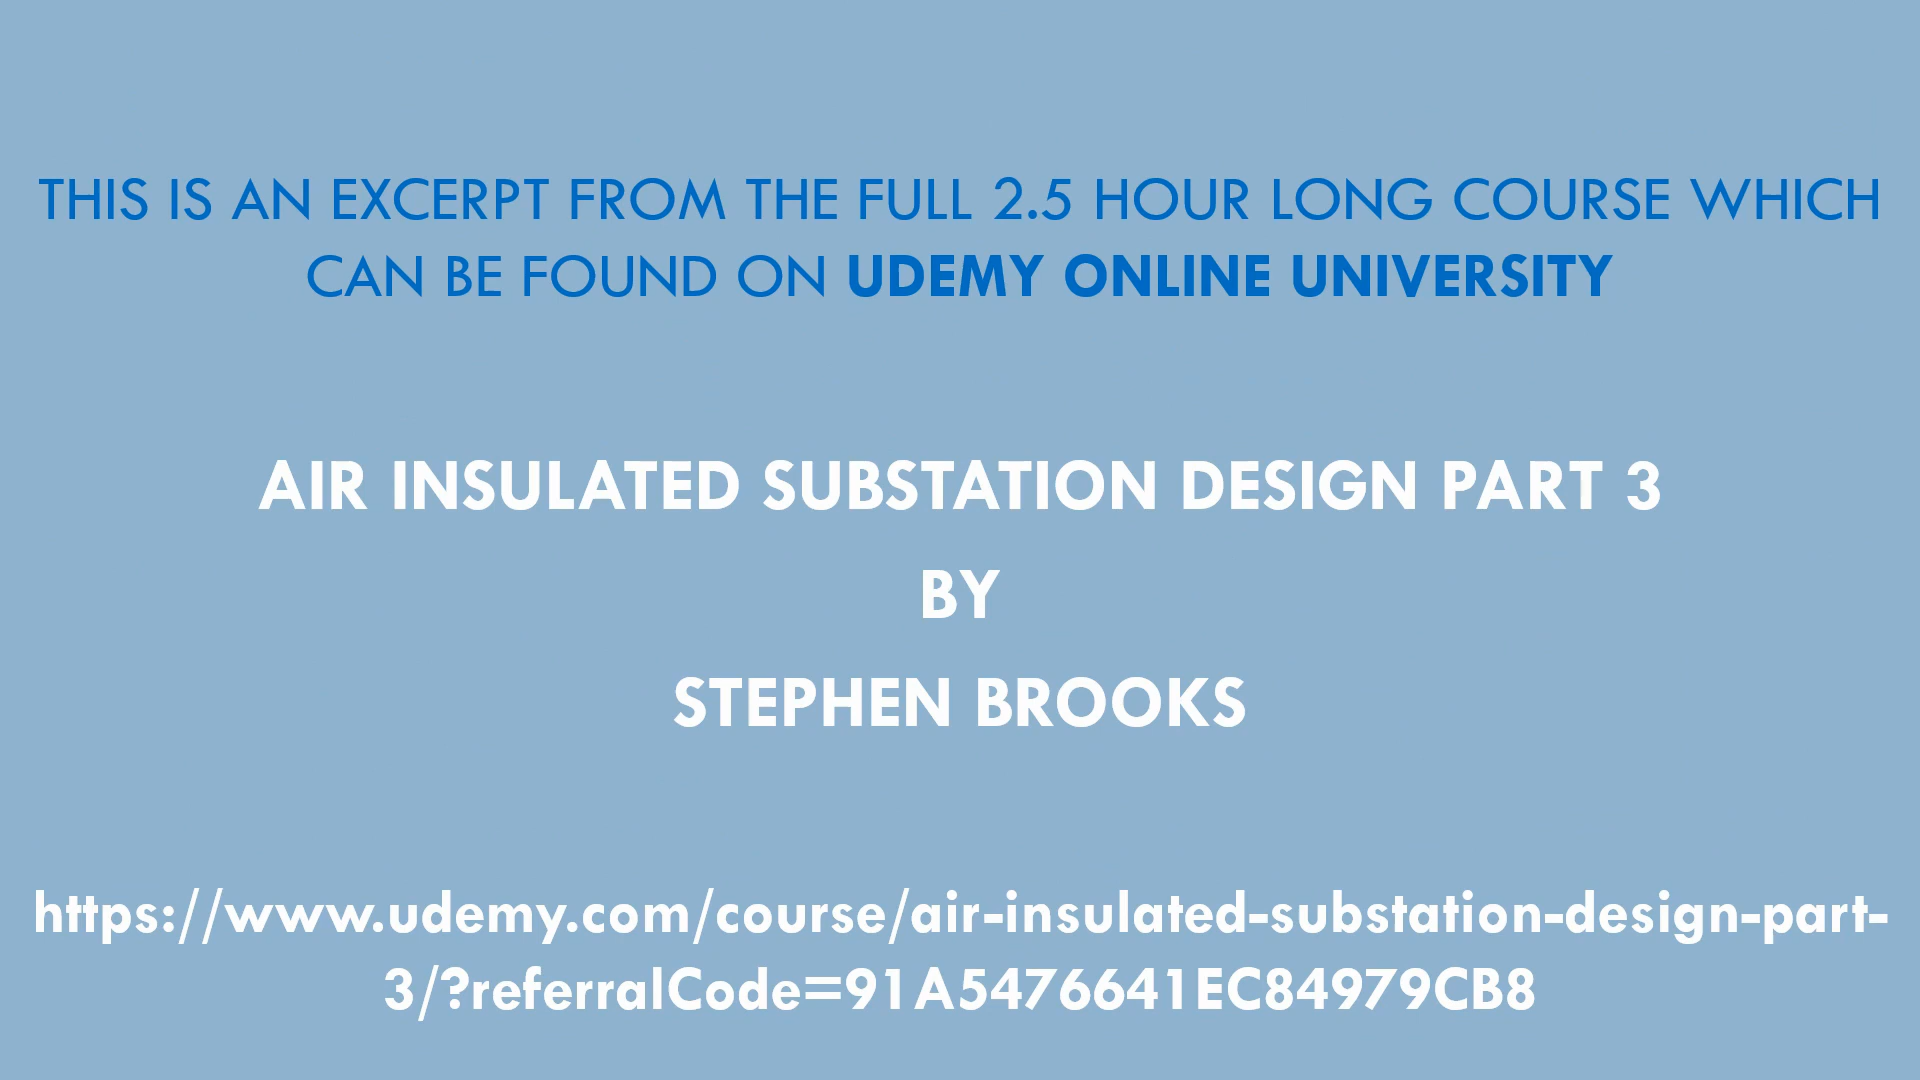 THIS IS AN EXCERPT FROM THE FULL 2.5 HOUR LONG COURSE WHICH
CAN BE FOUND ON UDEMY ONLINE UNIVERSITY
AIR INSULATED SUBSTATION DESIGN PART 3
BY
STEPHEN BROOKS
https://www.udemy.com/course/air-insulated-substation-design-part-
3/?referralCode=91A5476641EC84979CB8